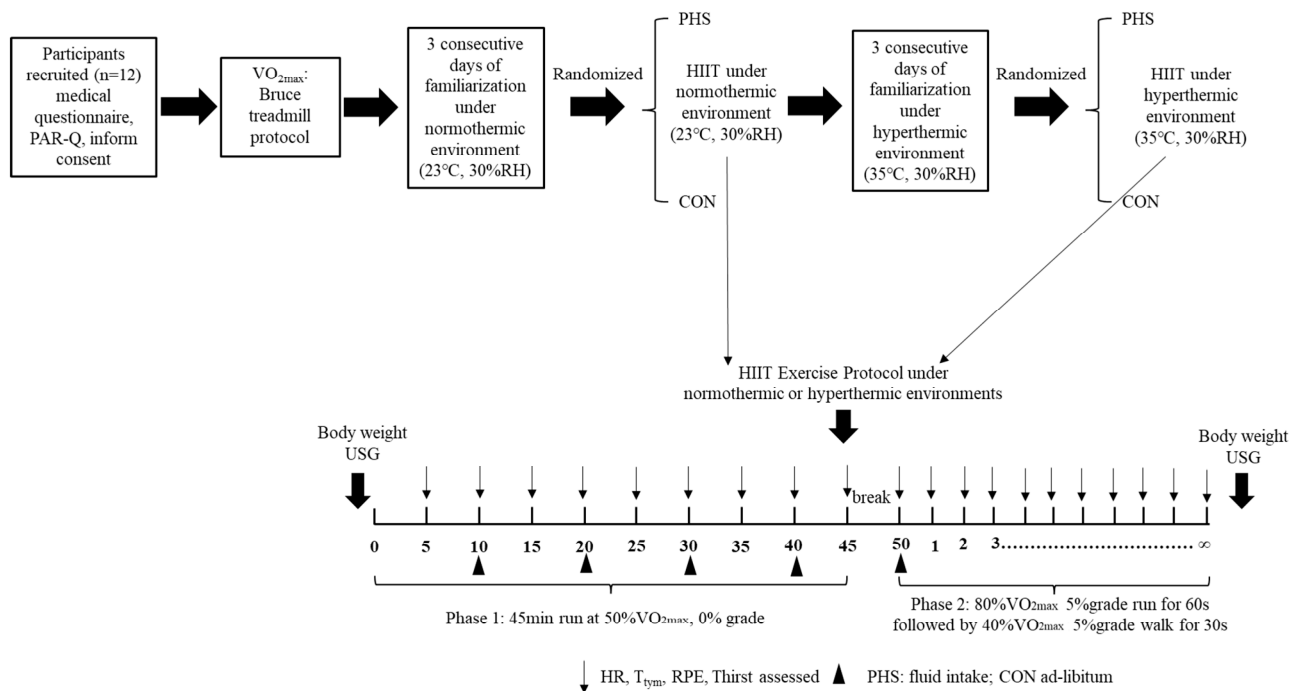 Participants
recruited (n=12)
medical
questionnaire,
PAR-Q, inform
consent
VO2max:
Bruce
treadmill
protocol
3 consecutive
days of
familiarization
under
normothermic
environment
(23°C, 30%RH)
Randomized
PHS
HIIT under
normothermic
environment
(23°C, 30%RH)
CON
3 consecutive
days of
familiarization
under
hyperthermic
environment
(35°C, 30%RH)
Randomized
PHS
HIIT under
hyperthermic
environment
(35°C, 30%RH)
CON
HIIT Exercise Protocol under
normothermic or hyperthermic environments
Body weight
USG
Body weight
USG
break
0 5 10 15 20 25 30 35 40 45 50 1 2 3.................................. ∞
Phase 1: 45min run at 50%VO2max, 0% grade
Phase 2: 80%VO2max 5%grade run for 60s
followed by 40%VO2max 5%grade walk for 30s
HR, Ttym, RPE, Thirst assessed
PHS: fluid intake; CON ad-libitum